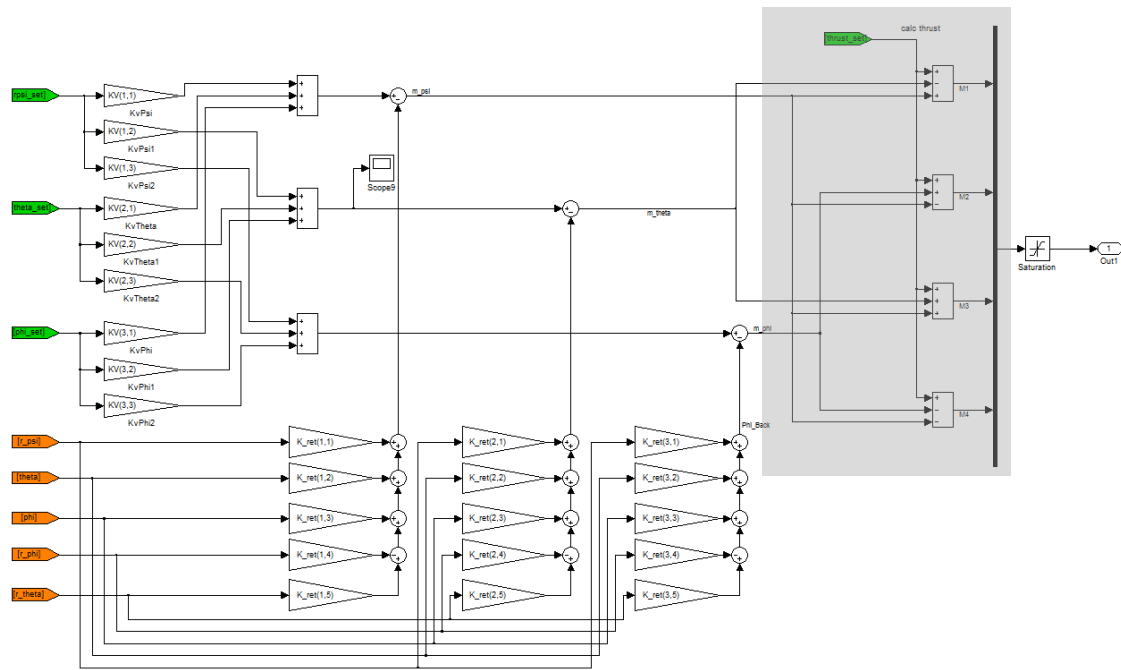 calc thrust
[thrust_set]
rpsi_set]
KV(1,1)
KvPsi
KV(1,2)
KvPsi1
KV(1,3)
KvPsi2
theta_set]
KV(2,1)
KvTheta
KV(2,2)
KvTheta1
KV(2,3)
KvTheta2
[phi_set]
KV(3,1)
KvPhi
KV(3,2)
KvPhi1
KV(3,3)
KvPhi2
Scope9
m_psi
m_theta
m_phi
Phi_Back
M1
M2
M3
M4
Saturation
1
Out1
[r_psi]
K_ret(1,1)
K_ret(2,1)
K_ret(3,1)
[theta]
K_ret(1,2)
K_ret(2,2)
K_ret(3,2)
[phi]
K_ret(1,3)
K_ret(2,3)
K_ret(3,3)
[r_phi]
K_ret(1,4)
K_ret(2,4)
K_ret(3,4)
[r_theta]
K_ret(1,5)
K_ret(2,5)
K_ret(3,5)